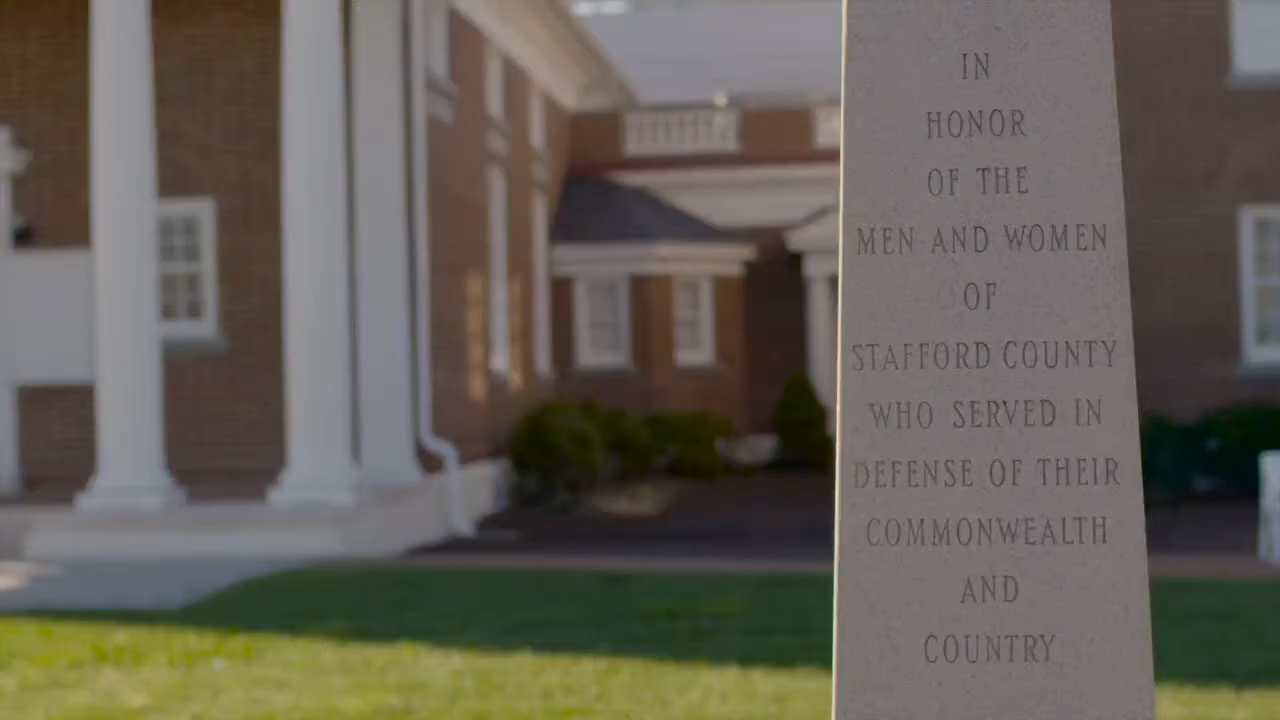 IN
HONOR
OF THE
MEN AND WOMEN
OF
STAFFORD COUNTY
WHO SERVED IN
DEFENSE OF THEIR
COMMONWEALTH
AND
COUNTRY